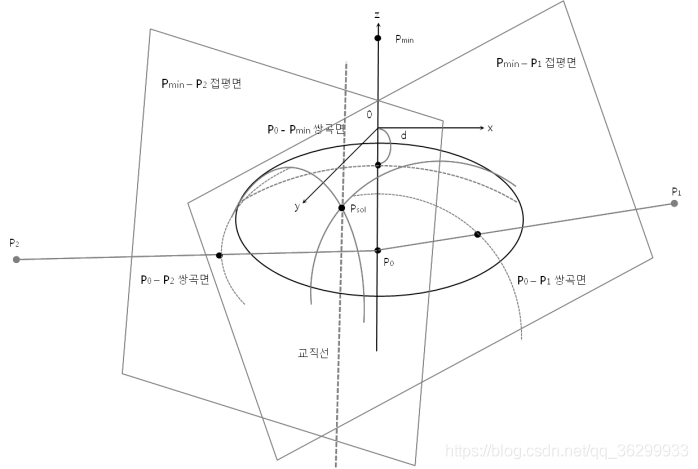 z
Pmin
Pmin – P2 접평면
Pmin – P1 접평면
0
P0 - Pmin 쌍곡면
x
d
P1
y
Psol
P2
P0
P0 – P2 쌍곡면
P0 – P1 쌍곡면
교직선
https://blog.csdn.net/qq_36299933